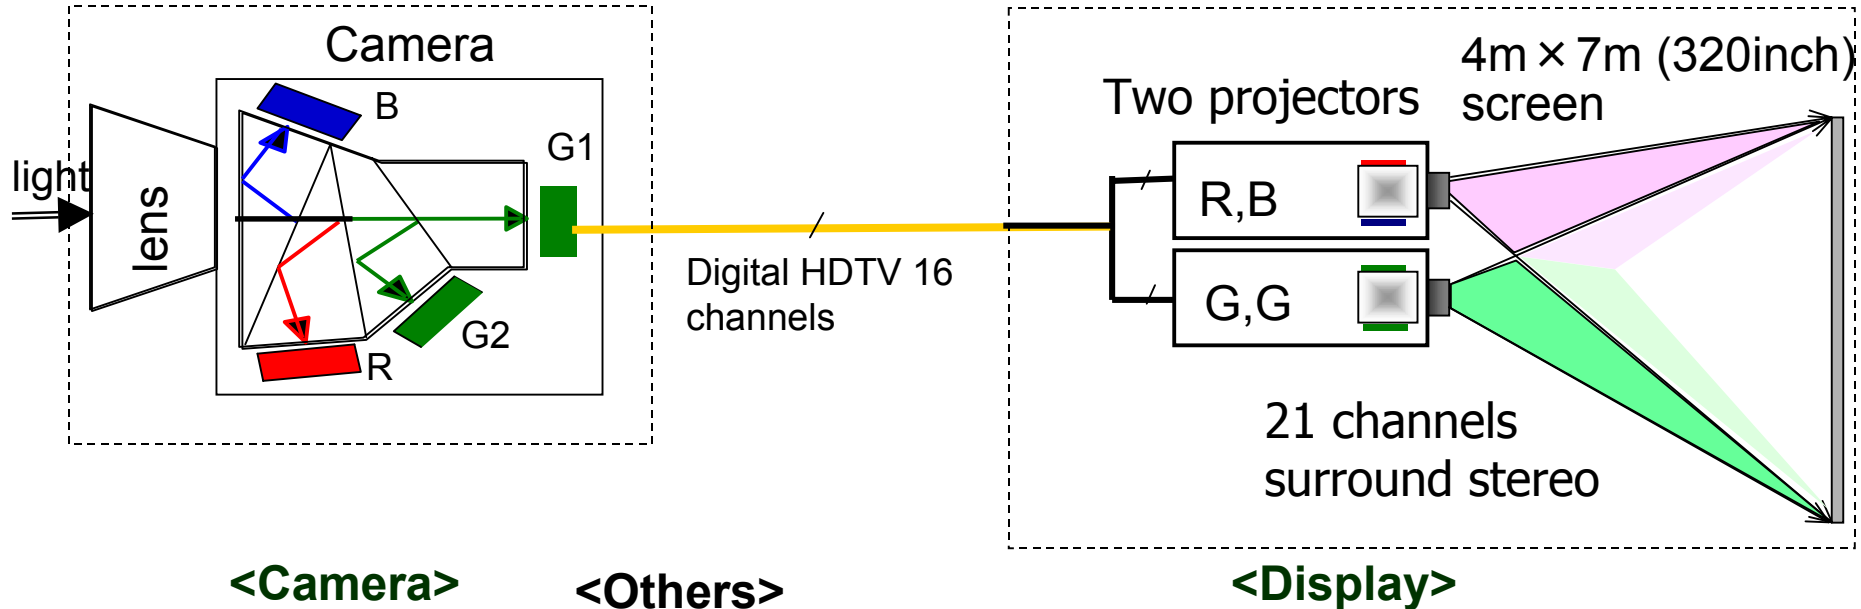 Camera
light
lens
B
G1
G2
R
Digital HDTV 16
channels
Two projectors
R,B
G,G
4m×7m (320inch)
screen
21 channels
surround stereo
<Camera>
<Others>
<Display>